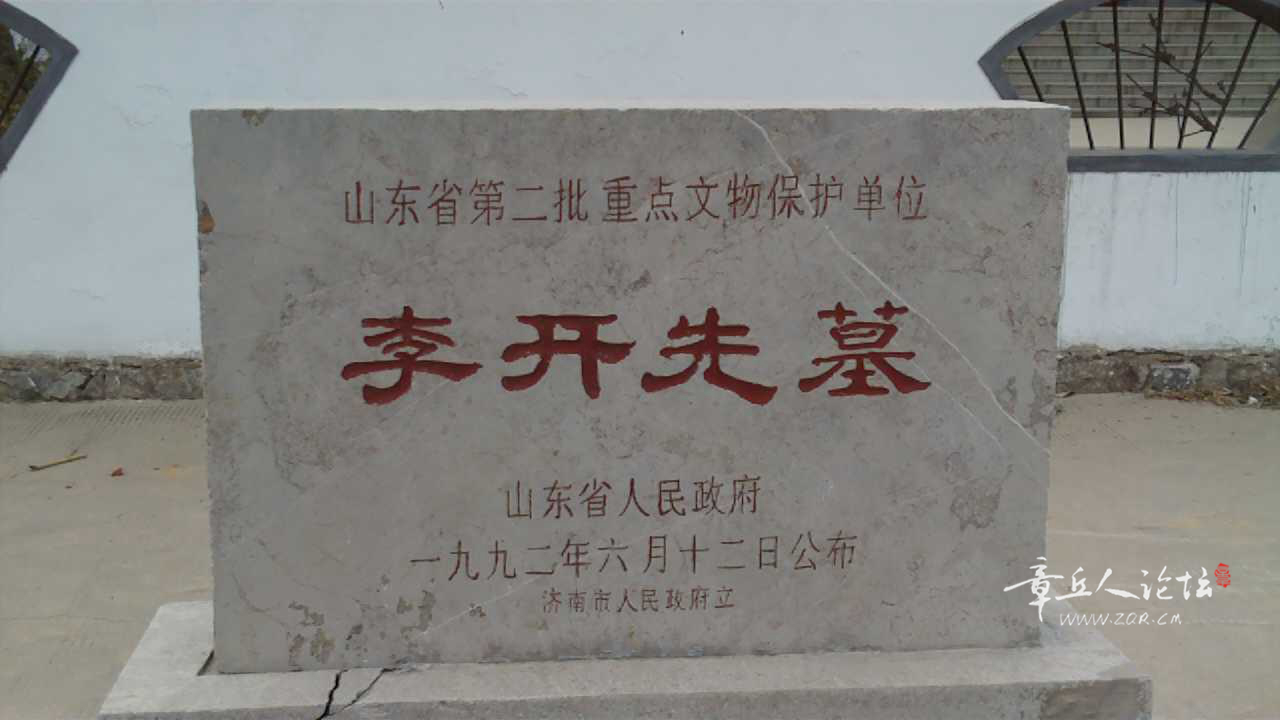 山东省第二批重点文物保护单位
李开先墓
山东省人民政府
一九九二年六月十二日公布
济南市人民政府立
章丘人论坛
WWW.ZQR.CM